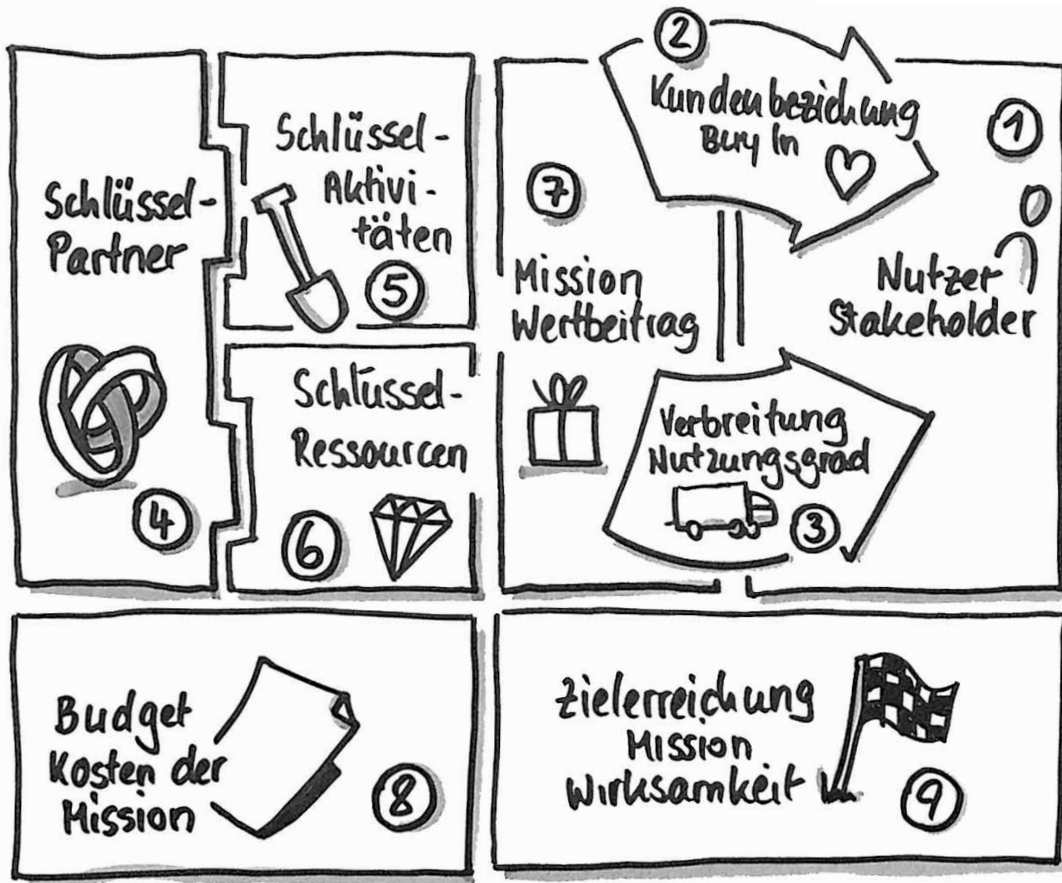 2
Kundenbeziehung
Buy In
1
Schlüssel-
Partner
4
Schlüssel-
Aktivi-
täten
5
Schlüssel-
Ressourcen
6
7
Mission
Wertbeitrag
Nutzer
Stakeholder
Verbreitung
Nutzungsgrad
3
Budget
Kosten der
Mission
8
Zielerreichung
Mission
Wirksamkeit
9